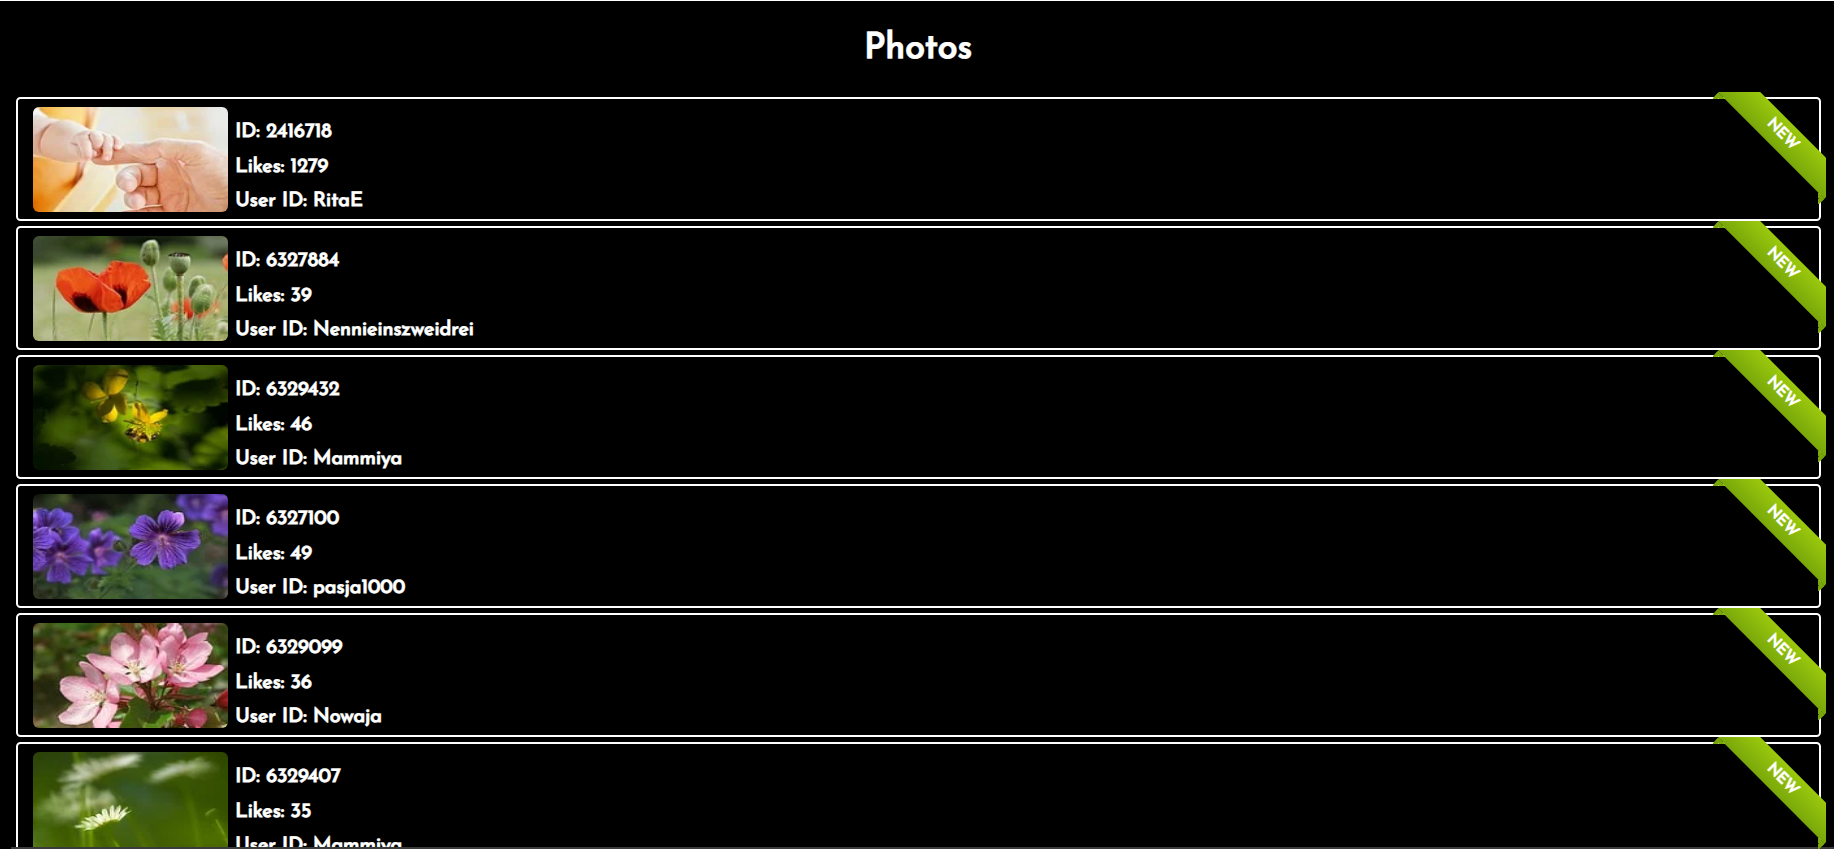 Photos
ID: 2416718
Likes: 1279
User ID: RitaE
NEW
ID: 6327884
Likes: 39
User ID: Nennieinszweidrei
NEW
ID: 6329432
Likes: 46
User ID: Mammiya
NEW
ID: 6327100
Likes: 49
User ID: pasja1000
NEW
ID: 6329099
Likes: 36
User ID: Nowaja
NEW
ID: 6329407
Likes: 35
User ID: Mammiya
NEW